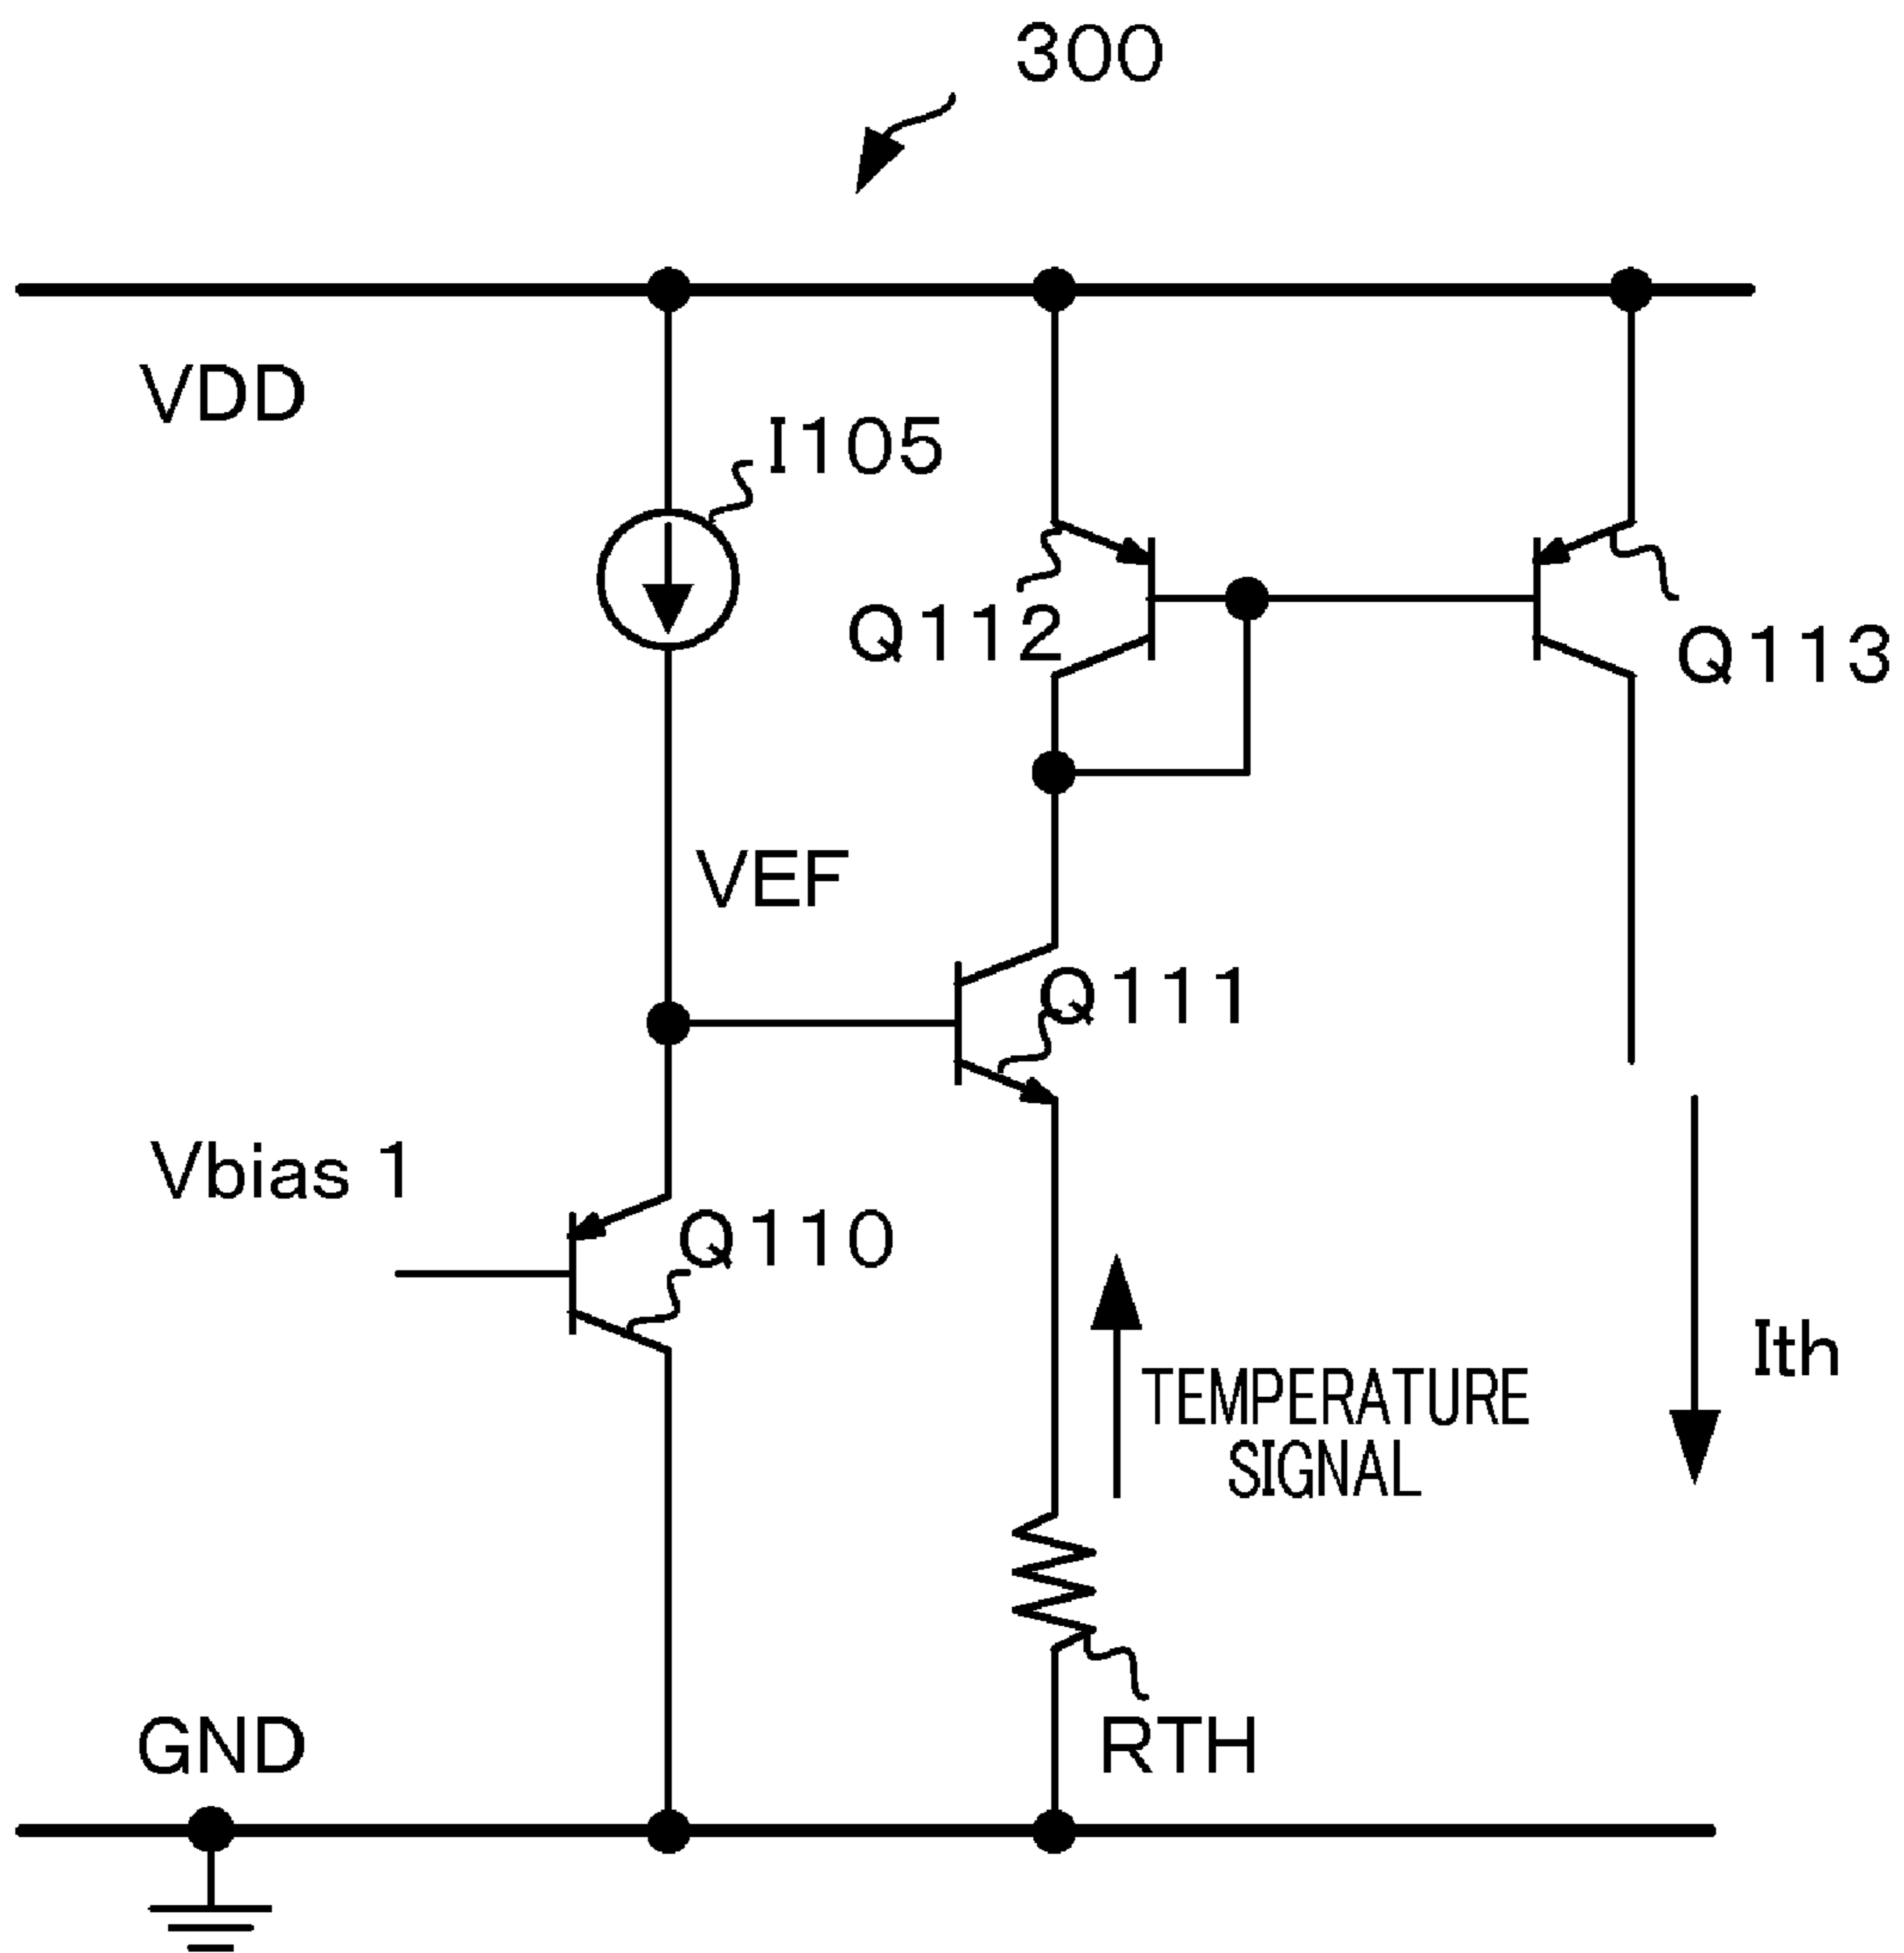 300
VDD
I105
Q112
Q113
VEF
Q111
Vbias 1
Q110
Ith
TEMPERATURE
SIGNAL
GND
RTH